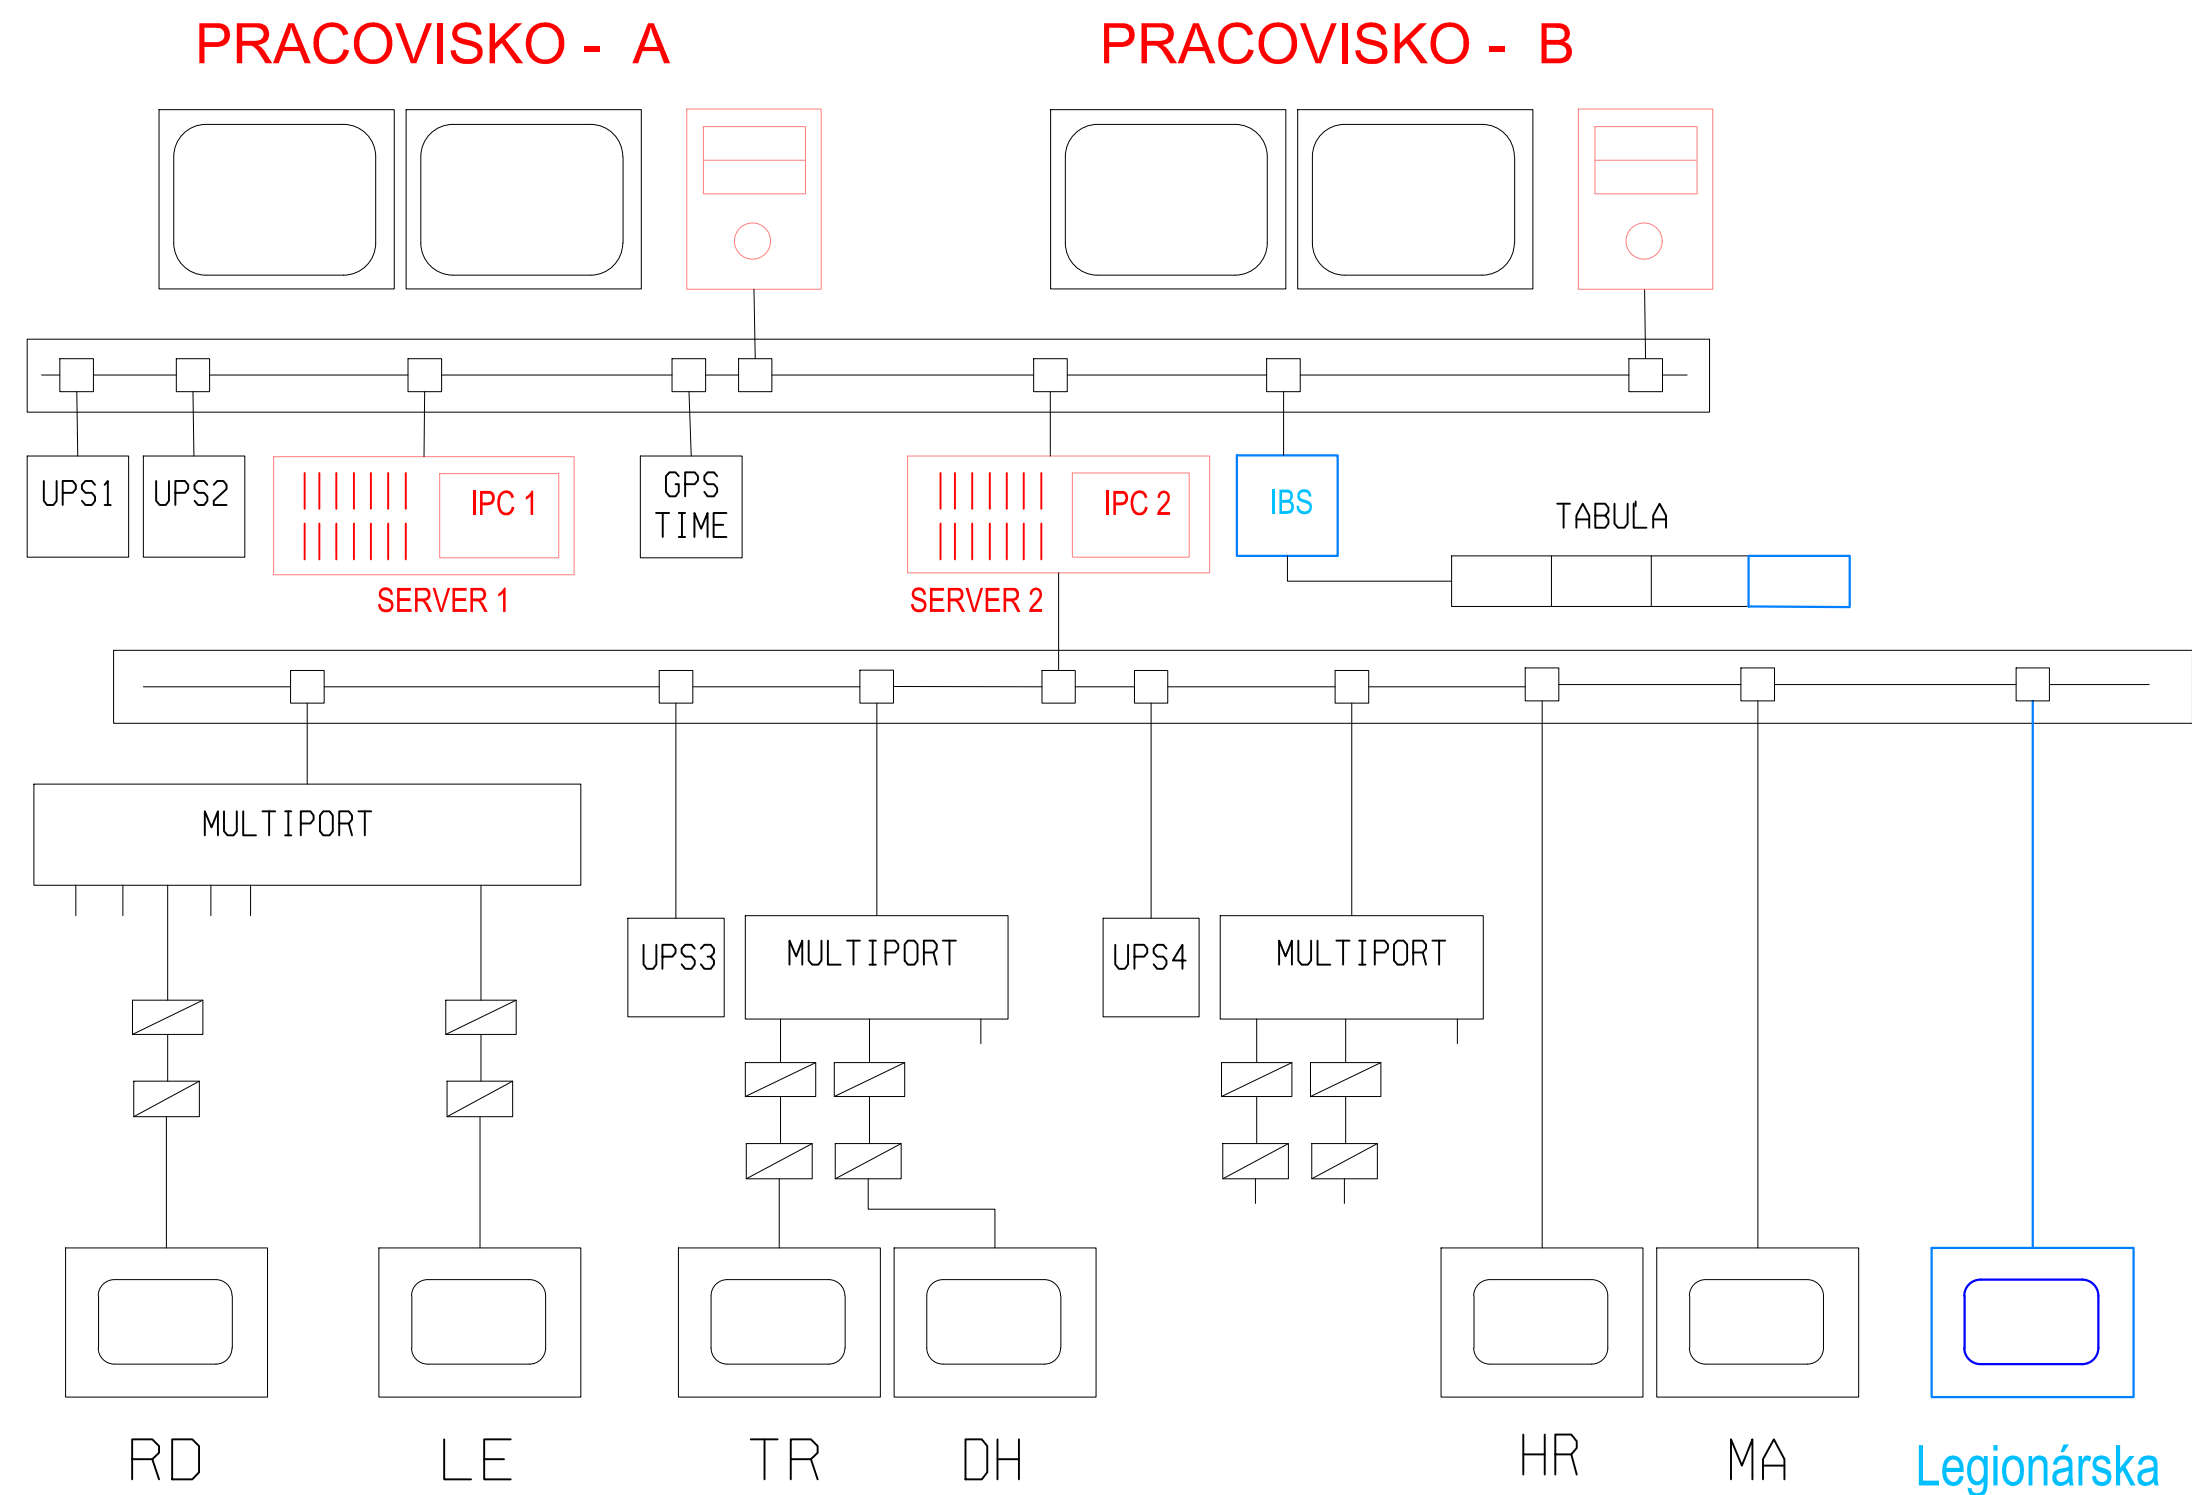 PRACOVISKO - A
PRACOVISKO - B
UPS1
UPS2
IPC 1
SERVER 1
GPS
TIME
IPC 2
SERVER 2
IBS
TABUĹA
MULTIPORT
UPS3
MULTIPORT
UPS4
MULTIPORT
RD
LE
TR
DH
HR
MA
Legionárska